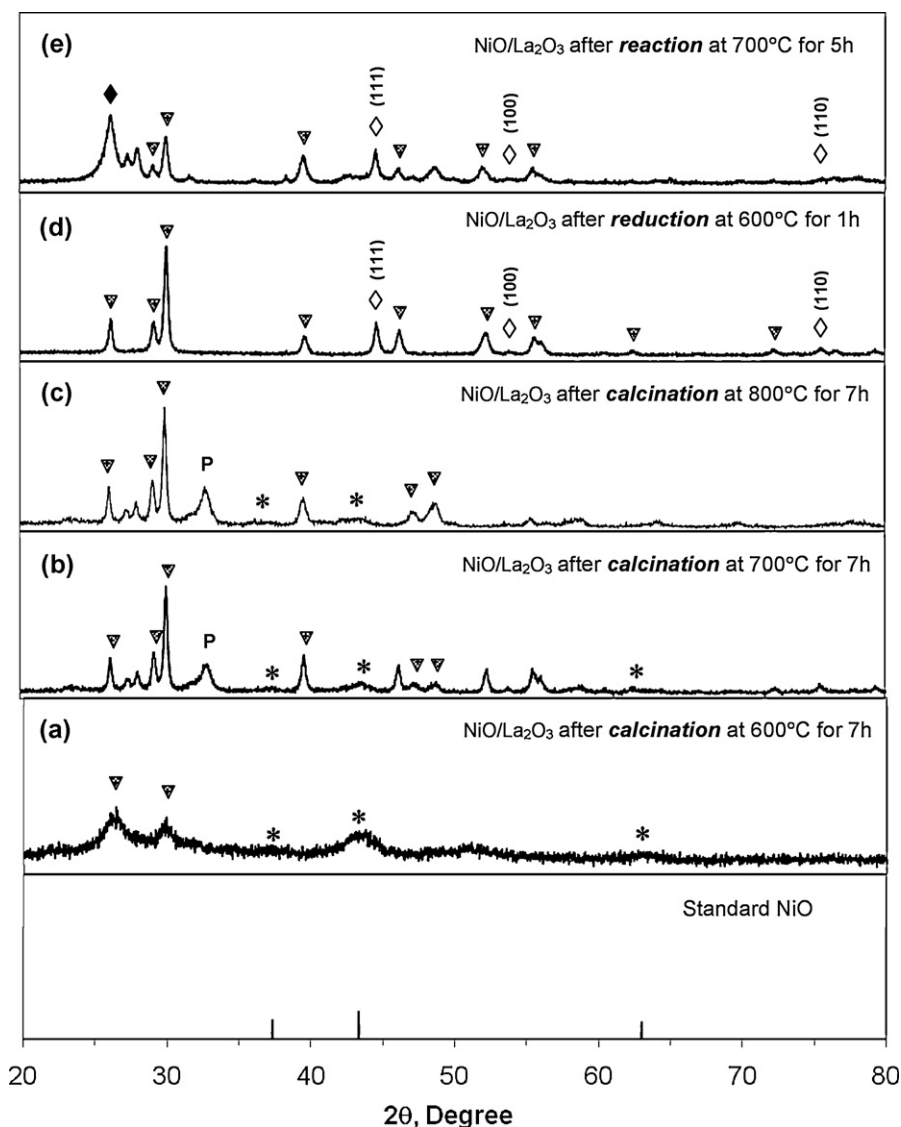 (e)
NiO/La₂O₃ after reaction at 700°C for 5h
(111)
(100)
(110)
(d)
NiO/La₂O₃ after reduction at 600°C for 1h
(111)
(100)
(110)
(c)
NiO/La₂O₃ after calcination at 800°C for 7h
P
*
*
(b)
NiO/La₂O₃ after calcination at 700°C for 7h
P
*
*
*
(a)
NiO/La₂O₃ after calcination at 600°C for 7h
*
*
*
Standard NiO
20 30 40 50 60 70 80
2θ, Degree